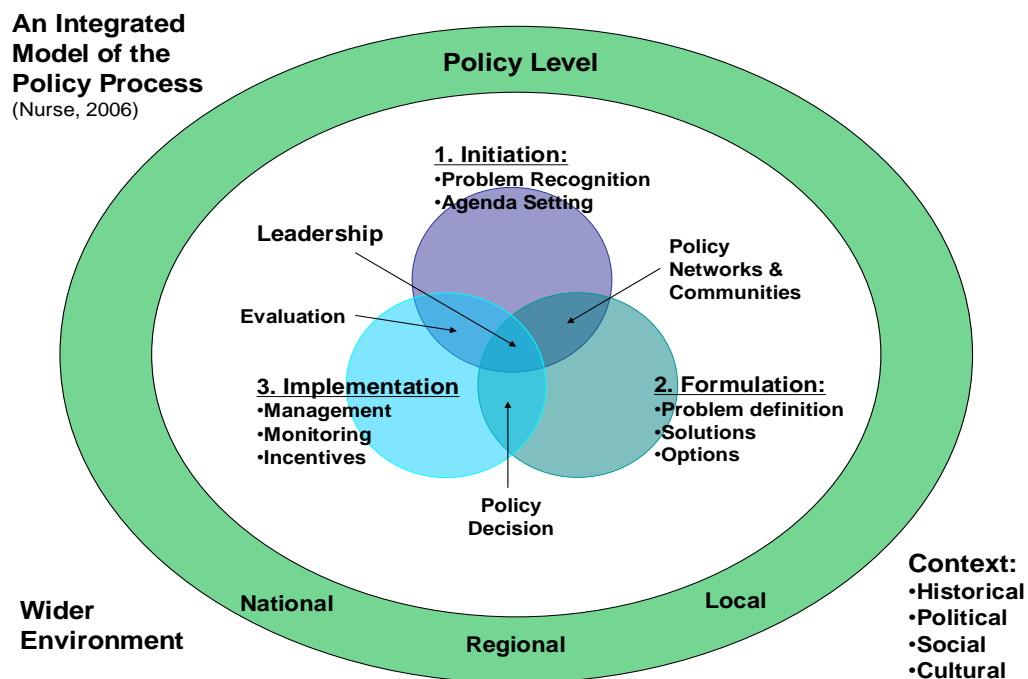 An Integrated
Model of the
Policy Process
(Nurse, 2006)
Policy Level
1. Initiation:
•Problem Recognition
•Agenda Setting
Leadership
Policy
Networks &
Communities
Evaluation
3. Implementation
•Management
•Monitoring
•Incentives
2. Formulation:
•Problem definition
•Solutions
•Options
Policy
Decision
National
Regional
Local
Wider
Environment
Context:
•Historical
•Political
•Social
•Cultural